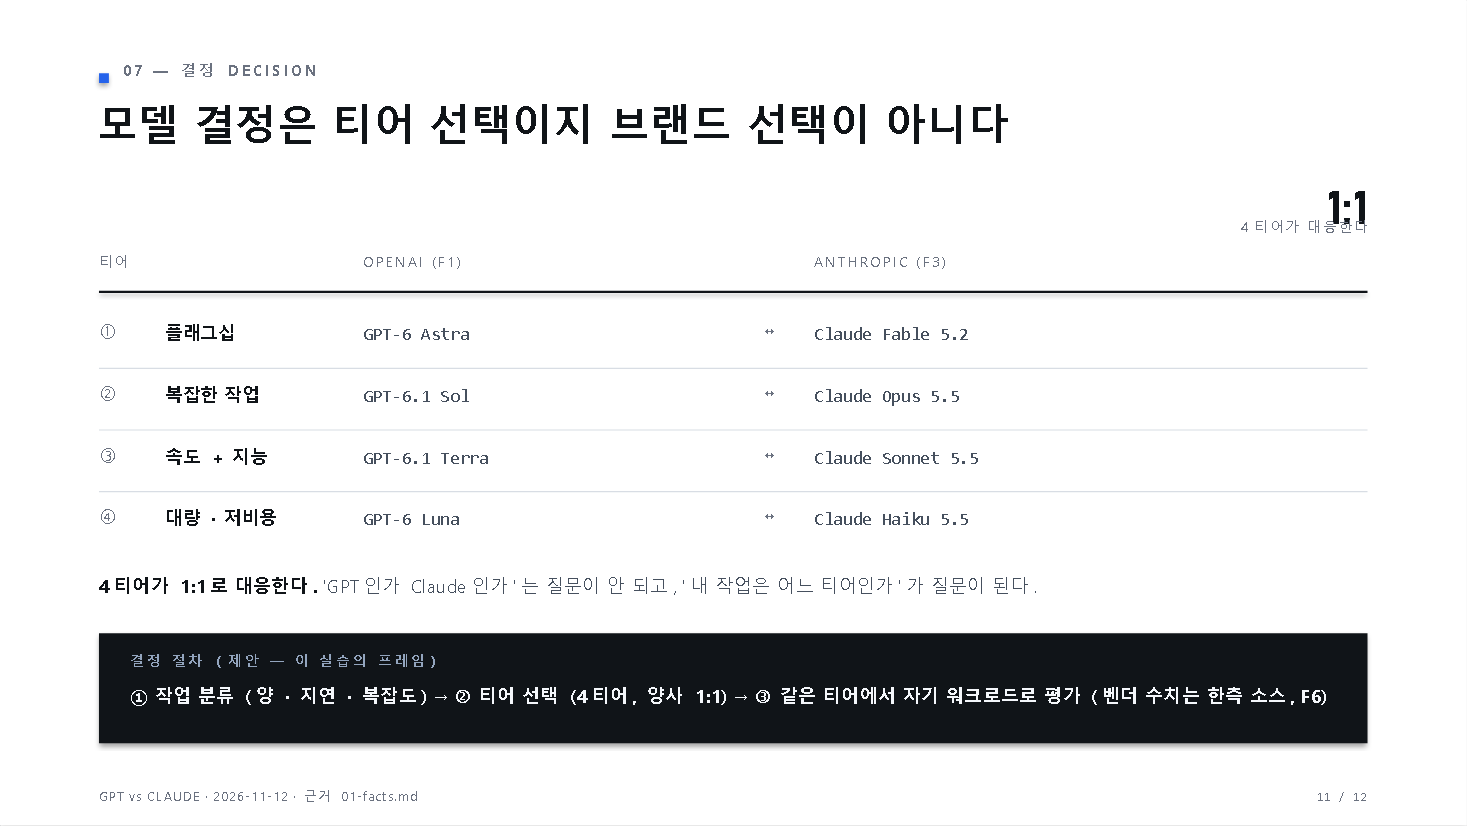 07 — 결정 DECISION
모델 결정은 티어 선택이지 브랜드 선택이 아니다
1:1
4 티어가 대응한다
티어 OPENAI (F1) ANTHROPIC (F3)
① 플래그십 GPT-6 Astra ↔ Claude Fable 5.2
② 복잡한 작업 GPT-6.1 Sol ↔ Claude Opus 5.5
③ 속도 + 지능 GPT-6.1 Terra ↔ Claude Sonnet 5.5
④ 대량 · 저비용 GPT-6 Luna ↔ Claude Haiku 5.5
4티어가 1:1로 대응한다. 'GPT인가 Claude인가'는 질문이 안 되고, '내 작업은 어느 티어인가'가 질문이 된다.
결정 절차 (제안 — 이 실습의 프레임)
① 작업 분류 (양 · 지연 · 복잡도) → ② 티어 선택 (4티어, 양사 1:1) → ③ 같은 티어에서 자기 워크로드로 평가 (벤더 수치는 한측 소스, F6)
GPT vs CLAUDE · 2026-11-12 · 근거 01-facts.md 11 / 12